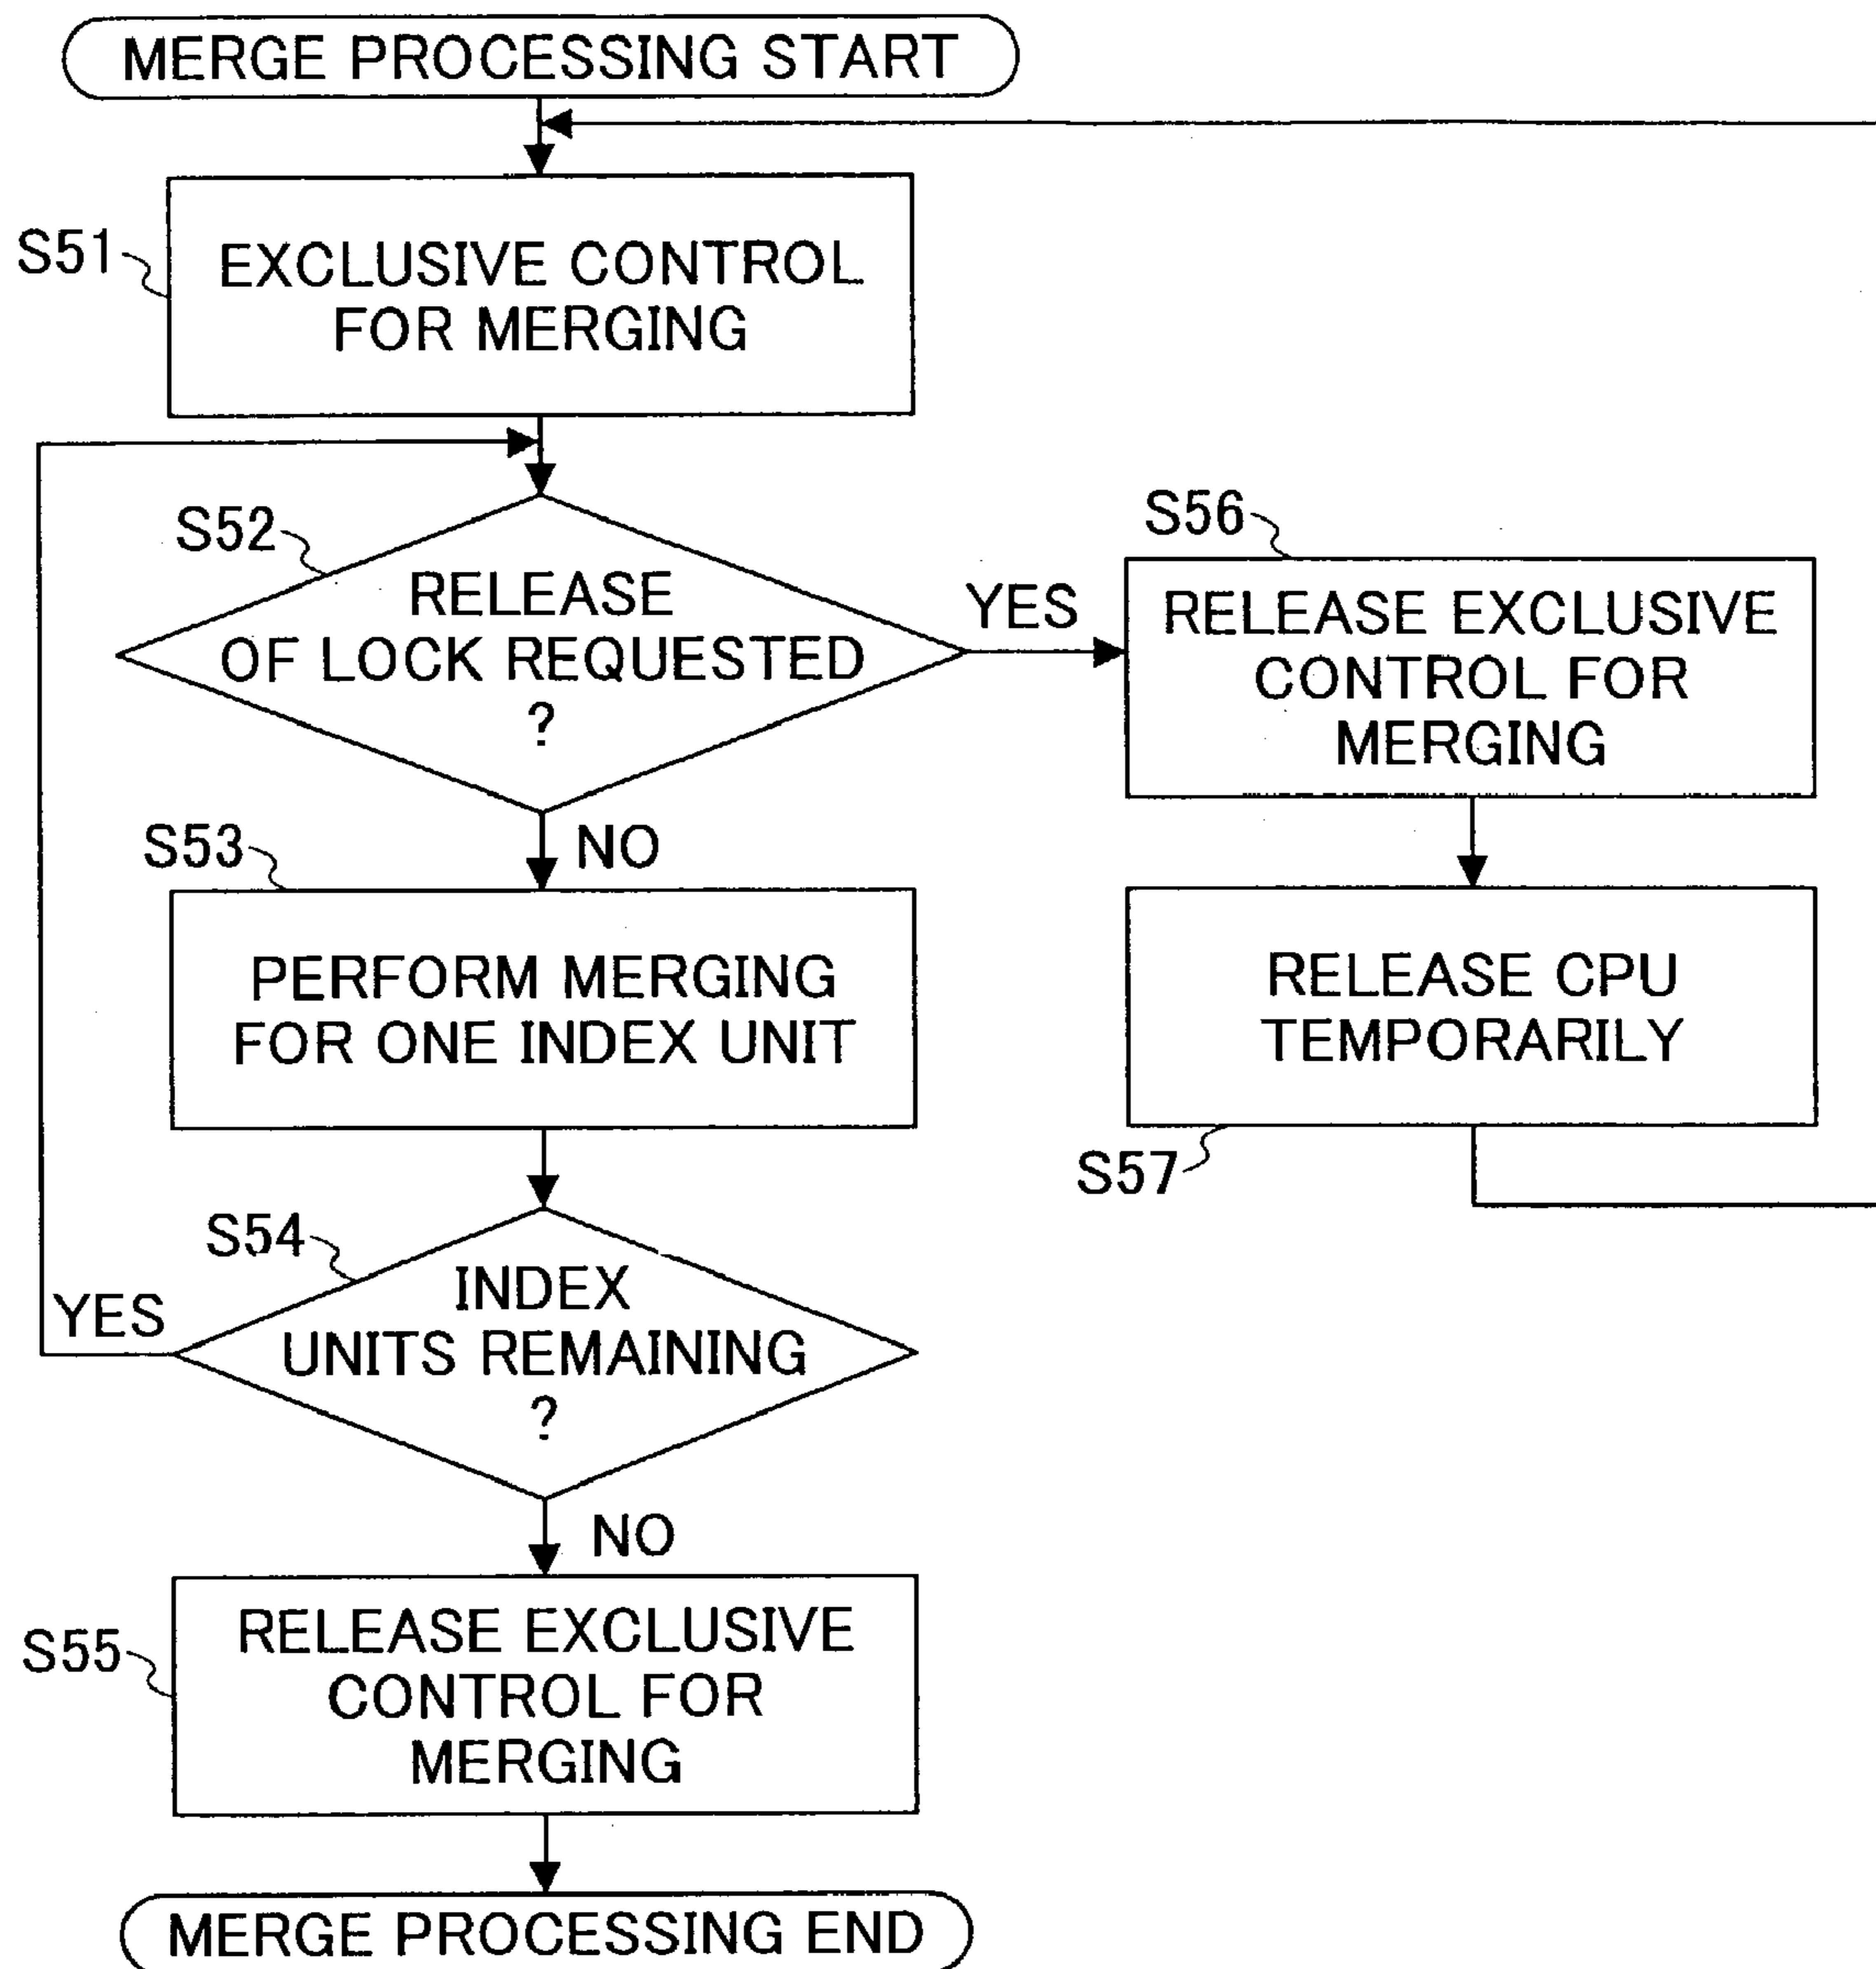 MERGE PROCESSING START
S51
EXCLUSIVE CONTROL
FOR MERGING
S52
RELEASE
OF LOCK REQUESTED
?
YES
S56
RELEASE EXCLUSIVE
CONTROL FOR
MERGING
NO
S53
PERFORM MERGING
FOR ONE INDEX UNIT
RELEASE CPU
TEMPORARILY
S57
S54
INDEX
UNITS REMAINING
?
YES
NO
S55
RELEASE EXCLUSIVE
CONTROL FOR
MERGING
MERGE PROCESSING END